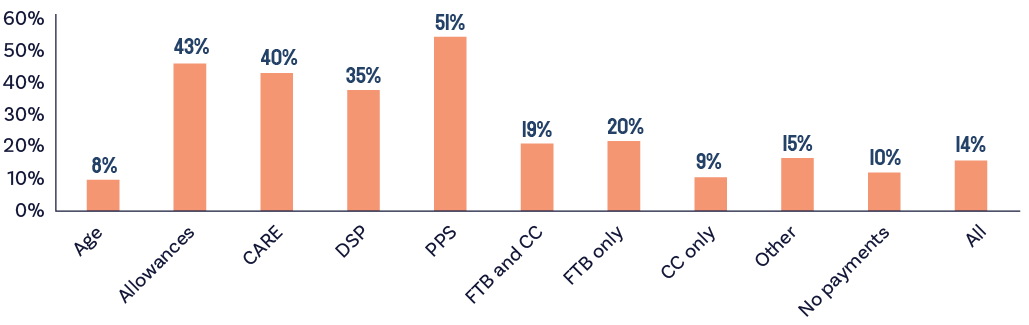 60%
50%
40%
30%
20%
10%
0%
8%
43%
40%
35%
51%
19%
20%
9%
15%
10%
14%
Age
Allowances
CARE
DSP
PPS
FTB and CC
FTB only
CC only
Other
No payments
All